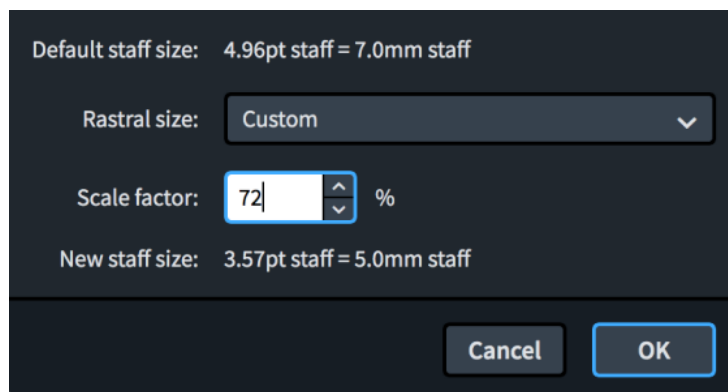 Default staff size: 4.96pt staff = 7.0mm staff
Rastral size: Custom
Scale factor: 72 %
New staff size: 3.57pt staff = 5.0mm staff
Cancel OK